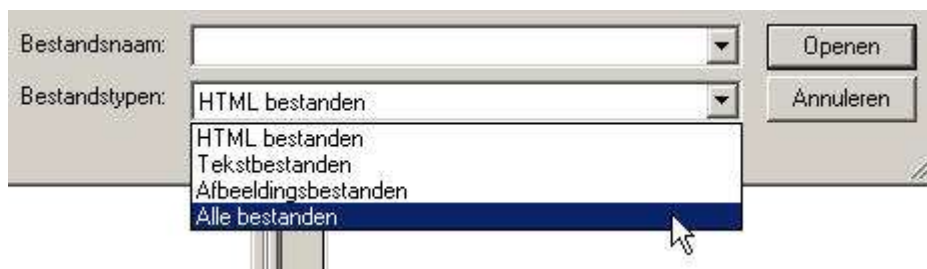 Bestandsnaam:
Openen
Bestandstypen:
HTML bestanden
Annuleren
HTML bestanden
Tekstbestanden
Afbeeldingsbestanden
Alle bestanden